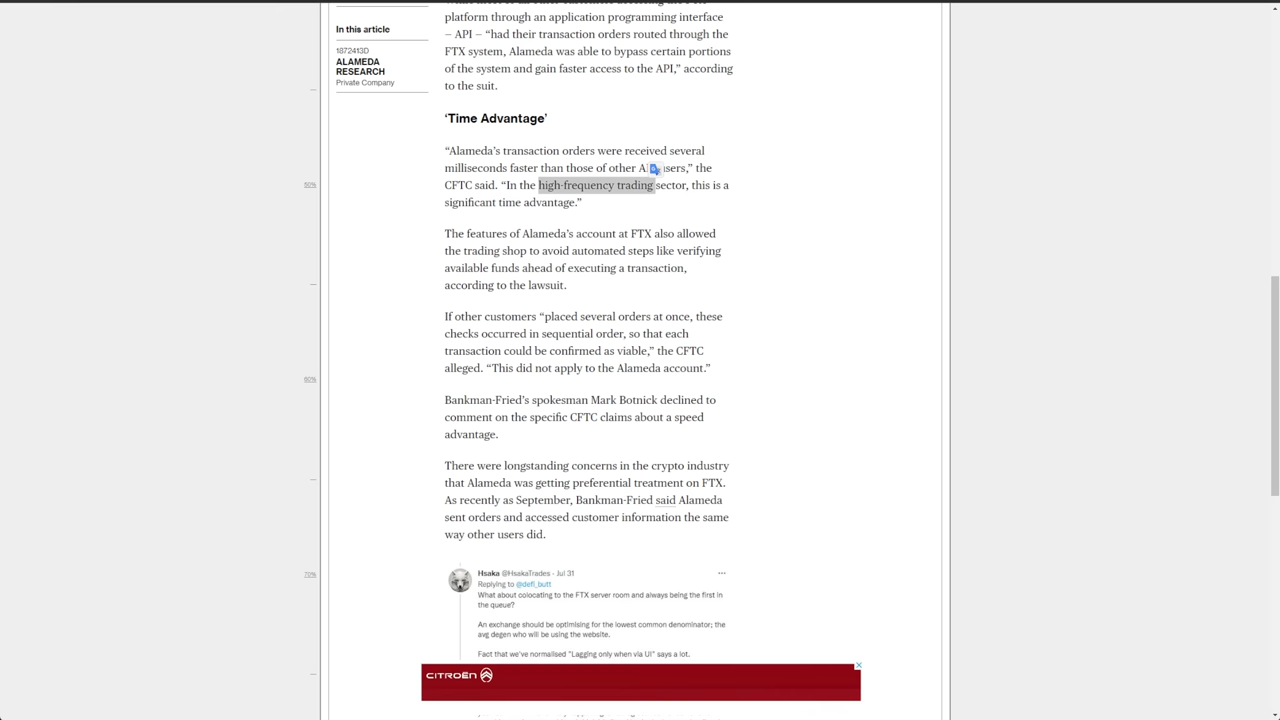 In this article
1872413D
ALAMEDA
RESEARCH
Private Company
platform through an application programming interface
– API – “had their transaction orders routed through the
FTX system, Alameda was able to bypass certain portions
of the system and gain faster access to the API,” according
to the suit.
‘Time Advantage’
“Alameda’s transaction orders were received several
milliseconds faster than those of other users,” the
CFTC said. “In the high-frequency trading sector, this is a
significant time advantage.”
The features of Alameda’s account at FTX also allowed
the trading shop to avoid automated steps like verifying
available funds ahead of executing a transaction,
according to the lawsuit.
If other customers “placed several orders at once, these
checks occurred in sequential order, so that each
transaction could be confirmed as viable,” the CFTC
alleged. “This did not apply to the Alameda account.”
Bankman-Fried’s spokesman Mark Botnick declined to
comment on the specific CFTC claims about a speed
advantage.
There were longstanding concerns in the crypto industry
that Alameda was getting preferential treatment on FTX.
As recently as September, Bankman-Fried said Alameda
sent orders and accessed customer information the same
way other users did.
50%
60%
70%
Hsaka @HsakaTrades · Jul 31
Replying to @defi_butt
What about colocating to the FTX server room and always being the first in
the queue?
An exchange should be optimising for the lowest common denominator; the
avg degen who will be using the website.
Fact that we've normalised "Lagging only when via UI" says a lot.
CITROËN